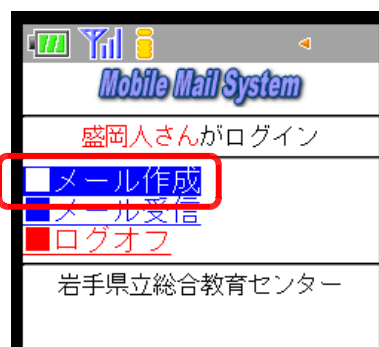 Mobile Mail System
盛岡人さんがログイン
■メール作成
■メール受信
■ログオフ
岩手県立総合教育センター